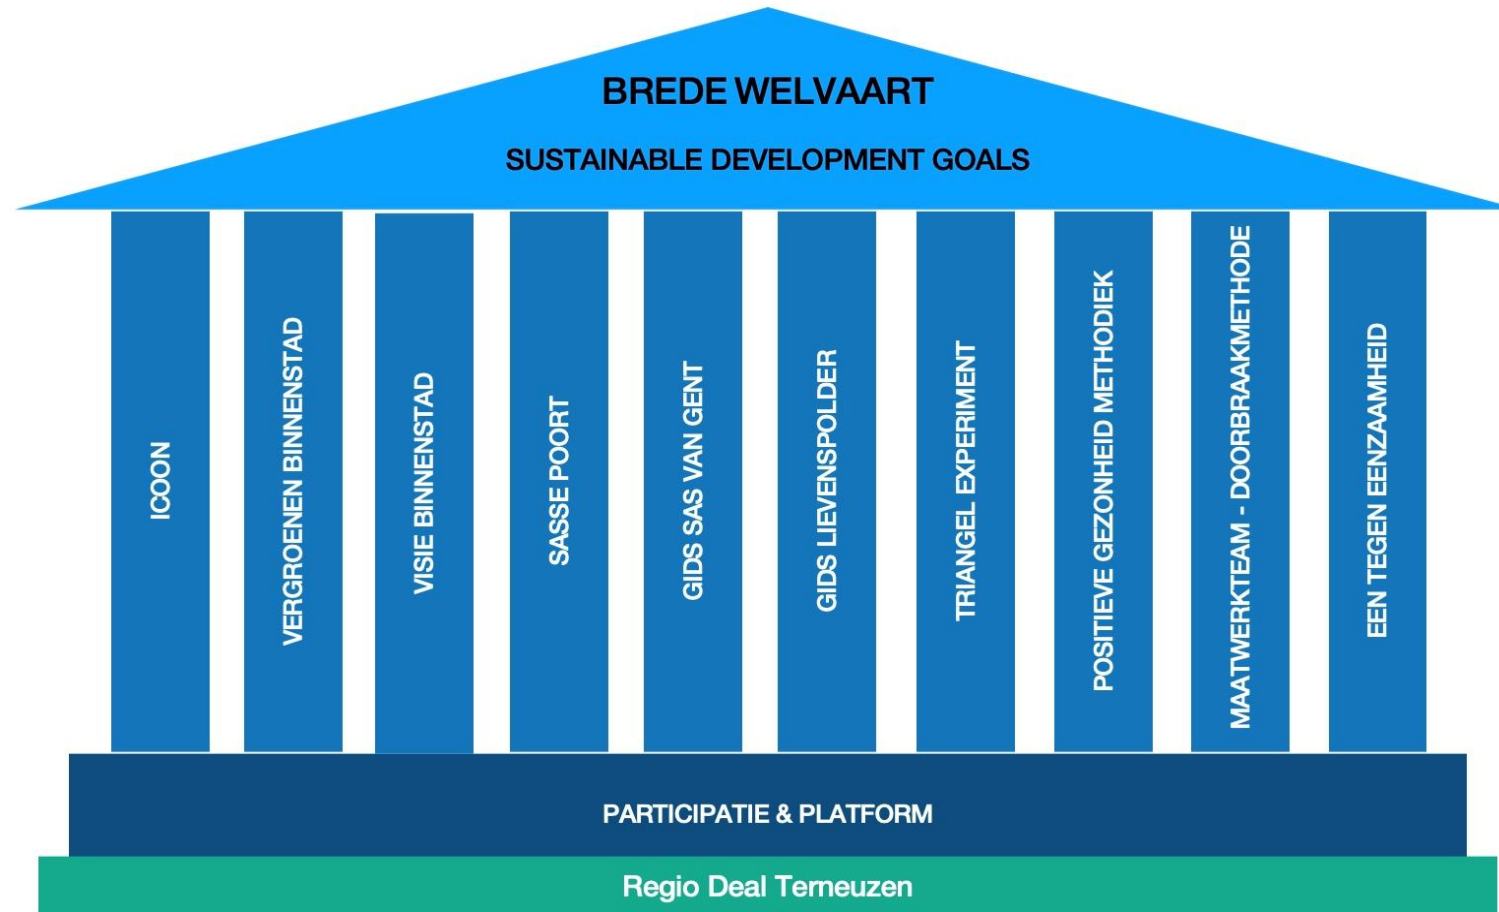 BREDE WELVAART
SUSTAINABLE DEVELOPMENT GOALS
ICOON
VERGROENEN BINNENSTAD
VISIE BINNENSTAD
SASSE POORT
GIDS SAS VAN GENT
GIDS LIEVENSPOLDER
TRIANGEL EXPERIMENT
POSITIEVE GEZONHEID METHODIEK
MAATWERKTEAM - DOORBRAAKMETHODE
EEN TEGEN EENZAAMHEID
PARTICIPATIE & PLATFORM
Regio Deal Terneuzen